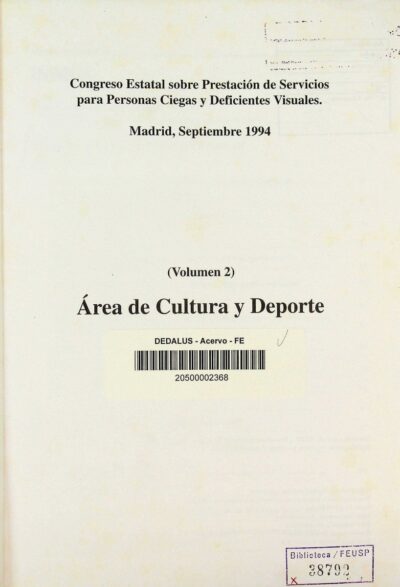 Congreso Estatal sobre Prestación de Servicios
para Personas Ciegas y Deficientes Visuales.
Madrid, Septiembre 1994
(Volumen 2)
Área de Cultura y Deporte
DEDALUS - Acervo - FE
20500002368
Biblioteca / FEUSP
38792